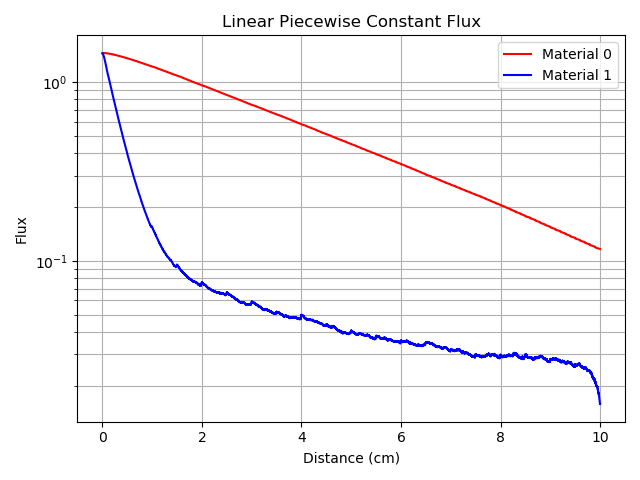 Linear Piecewise Constant Flux
Material 0
Material 1
Flux
10⁰
10⁻¹
0 2 4 6 8 10
Distance (cm)